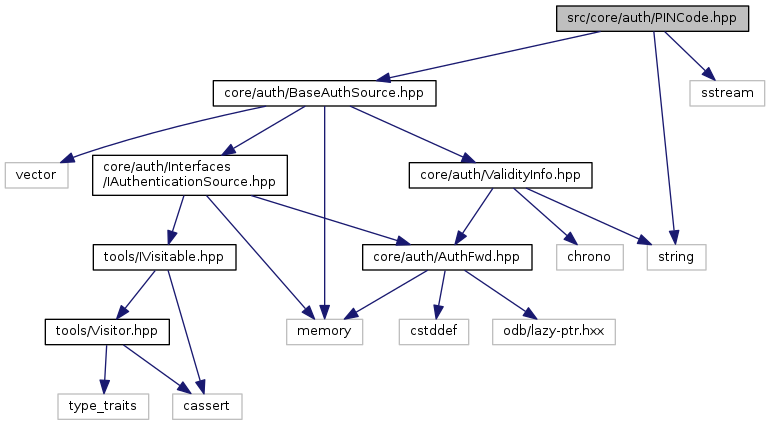 src/core/auth/PINCode.hpp
core/auth/BaseAuthSource.hpp
sstream
vector
core/auth/Interfaces
/IAuthenticationSource.hpp
core/auth/ValidityInfo.hpp
tools/IVisitable.hpp
core/auth/AuthFwd.hpp
chrono
string
tools/Visitor.hpp
memory
cstddef
odb/lazy-ptr.hxx
type_traits
cassert